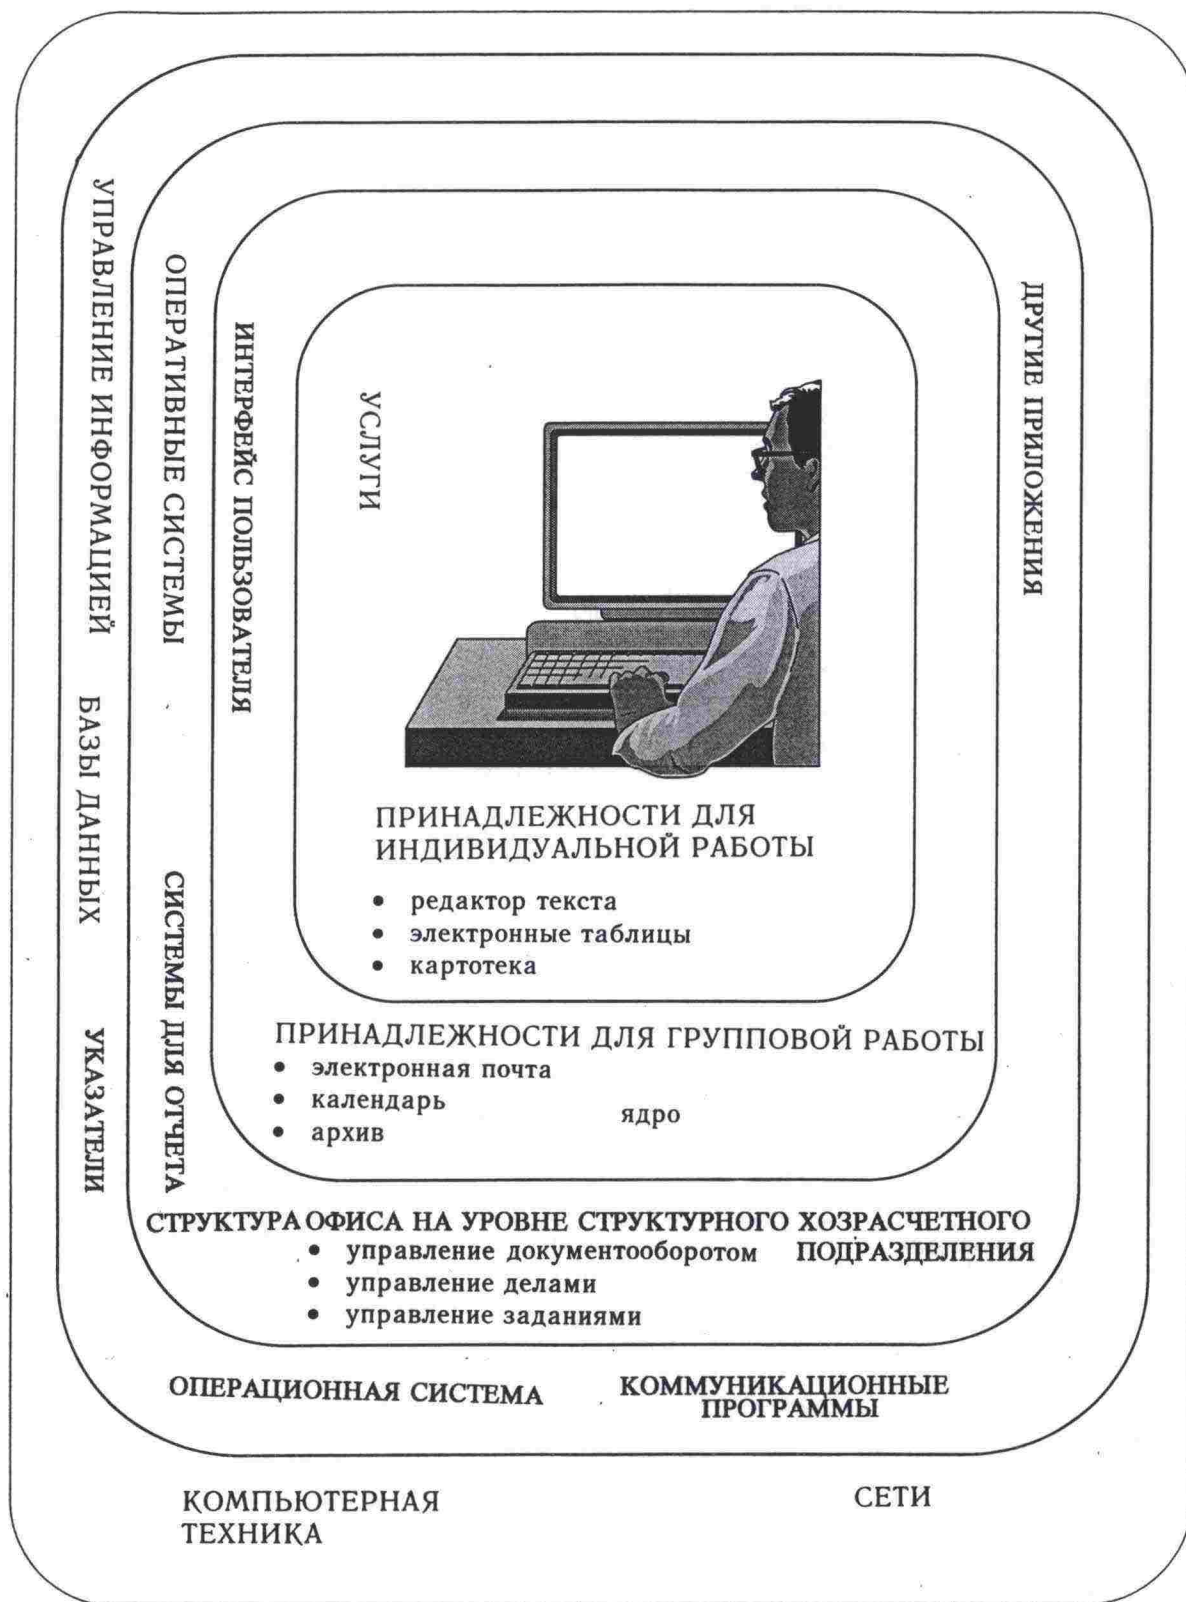 УПРАВЛЕНИЕ ИНФОРМАЦИЕЙ
БАЗЫ ДАННЫХ
УКАЗАТЕЛИ
ОПЕРАТИВНЫЕ СИСТЕМЫ
СИСТЕМЫ ДЛЯ ОТЧЕТА
ИНТЕРФЕЙС ПОЛЬЗОВАТЕЛЯ
УСЛУГИ
ДРУГИЕ ПРИЛОЖЕНИЯ
ПРИНАДЛЕЖНОСТИ ДЛЯ
ИНДИВИДУАЛЬНОЙ РАБОТЫ
• редактор текста
• электронные таблицы
• картотека
ПРИНАДЛЕЖНОСТИ ДЛЯ ГРУППОВОЙ РАБОТЫ
• электронная почта
• календарь
• архив
ядро
СТРУКТУРА ОФИСА НА УРОВНЕ СТРУКТУРНОГО ХОЗРАСЧЕТНОГО
ПОДРАЗДЕЛЕНИЯ
• управление документооборотом
• управление делами
• управление заданиями
ОПЕРАЦИОННАЯ СИСТЕМА
КОММУНИКАЦИОННЫЕ
ПРОГРАММЫ
КОМПЬЮТЕРНАЯ
ТЕХНИКА
СЕТИ